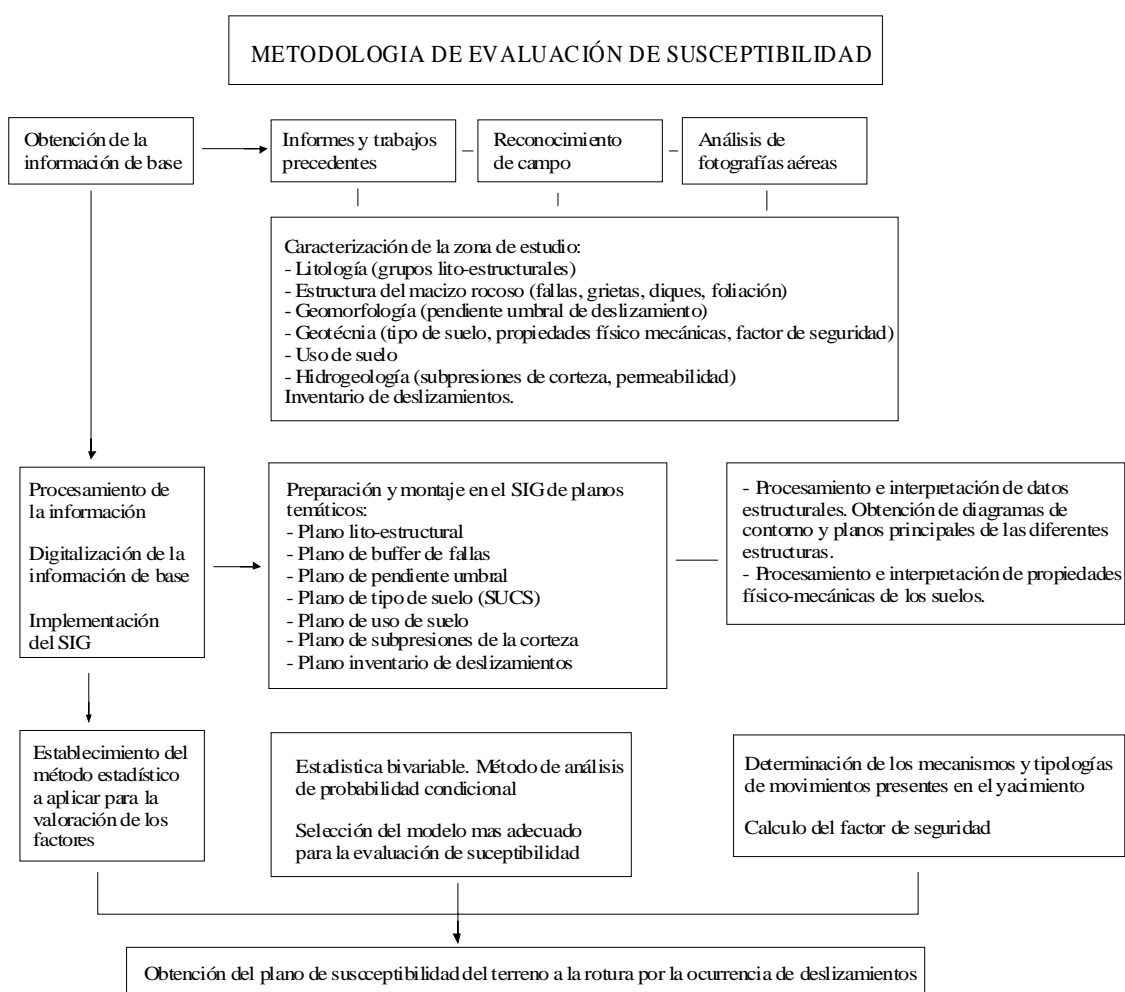 METODOLOGIA DE EVALUACIÓN DE SUSCEPTIBILIDAD
Obtención de la
información de base
Informes y trabajos
precedentes
Reconocimiento
de campo
Análisis de
fotografías aéreas
Caracterización de la zona de estudio:
- Litología (grupos lito-estructurales)
- Estructura del macizo rocoso (fallas, grietas, diques, foliación)
- Geomorfología (pendiente umbral de deslizamiento)
- Geotécnia (tipo de suelo, propiedades físico mecánicas, factor de seguridad)
- Uso de suelo
- Hidrogeología (subpresiones de corteza, permeabilidad)
Inventario de deslizamientos.
Procesamiento de
la información
Digitalización de la
información de base
Implementación
del SIG
Preparación y montaje en el SIG de planos
temáticos:
- Plano lito-estructural
- Plano de buffer de fallas
- Plano de pendiente umbral
- Plano de tipo de suelo (SUCS)
- Plano de uso de suelo
- Plano de subpresiones de la corteza
- Plano inventario de deslizamientos
- Procesamiento e interpretación de datos
estructurales. Obtención de diagramas de
contorno y planos principales de las diferentes
estructuras.
- Procesamiento e interpretación de propiedades
físico-mecánicas de los suelos.
Establecimiento del
método estadístico
a aplicar para la
valoración de los
factores
Estadistica bivariable. Método de análisis
de probabilidad condicional
Selección del modelo mas adecuado
para la evaluación de suceptibilidad
Determinación de los mecanismos y tipologías
de movimientos presentes en el yacimiento
Calculo del factor de seguridad
Obtención del plano de suscceptibilidad del terreno a la rotura por la ocurrencia de deslizamientos